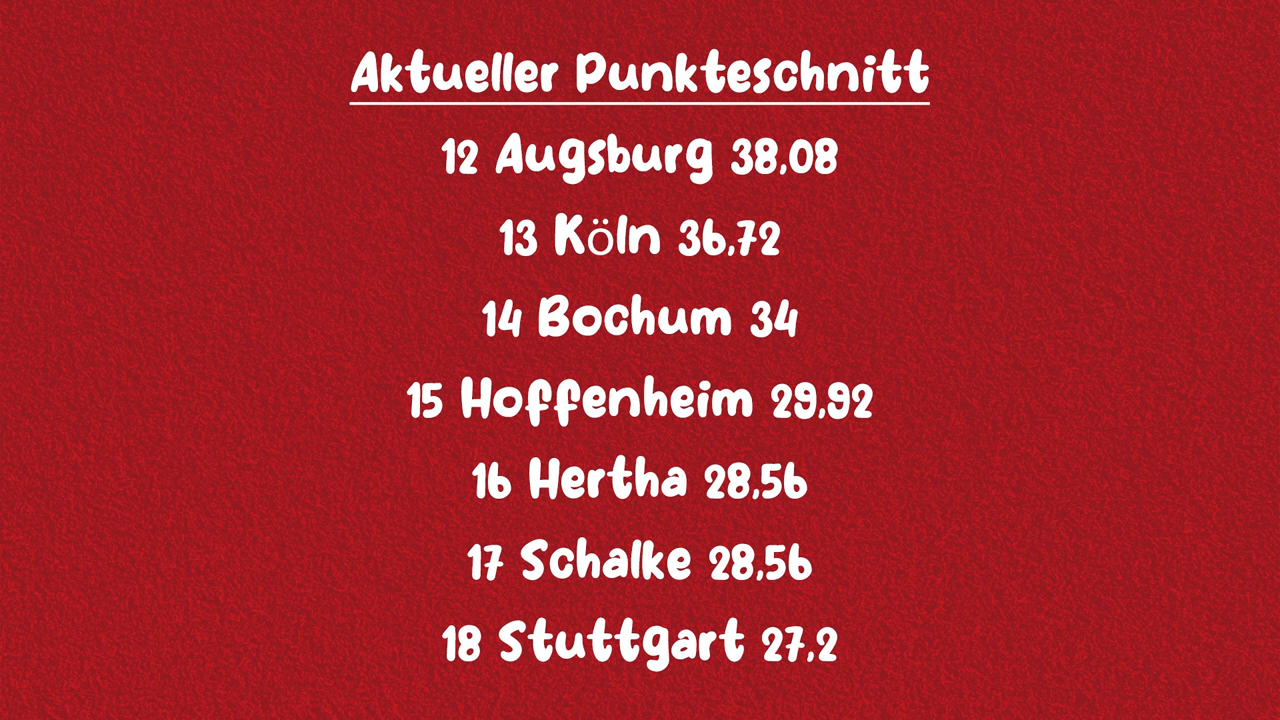 Aktueller Punkteschnitt
12 Augsburg 38,08
13 Köln 36,72
14 Bochum 34
15 Hoffenheim 29,92
16 Hertha 28,56
17 Schalke 28,56
18 Stuttgart 27,2